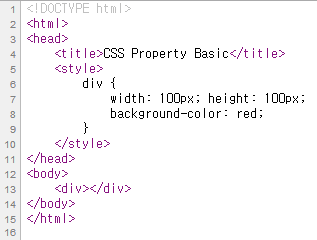 1 <!DOCTYPE html>
2 <html>
3 <head>
4     <title>CSS Property Basic</title>
5     <style>
6         div {
7             width: 100px; height: 100px;
8             background-color: red;
9         }
10     </style>
11 </head>
12 <body>
13     <div></div>
14 </body>
15 </html>
16